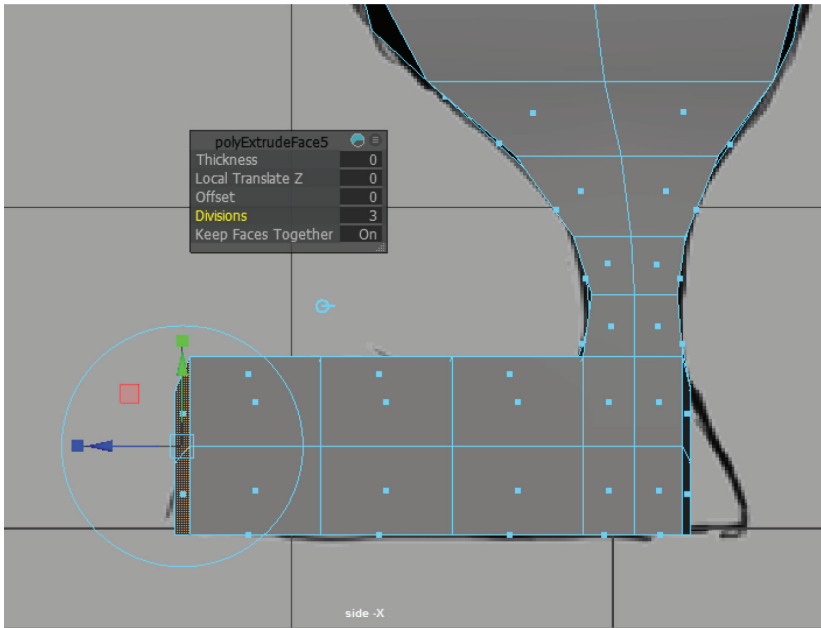 polyExtrudeFace5
Thickness 0
Local Translate Z 0
Offset 0
Divisions 3
Keep Faces Together On
side -X